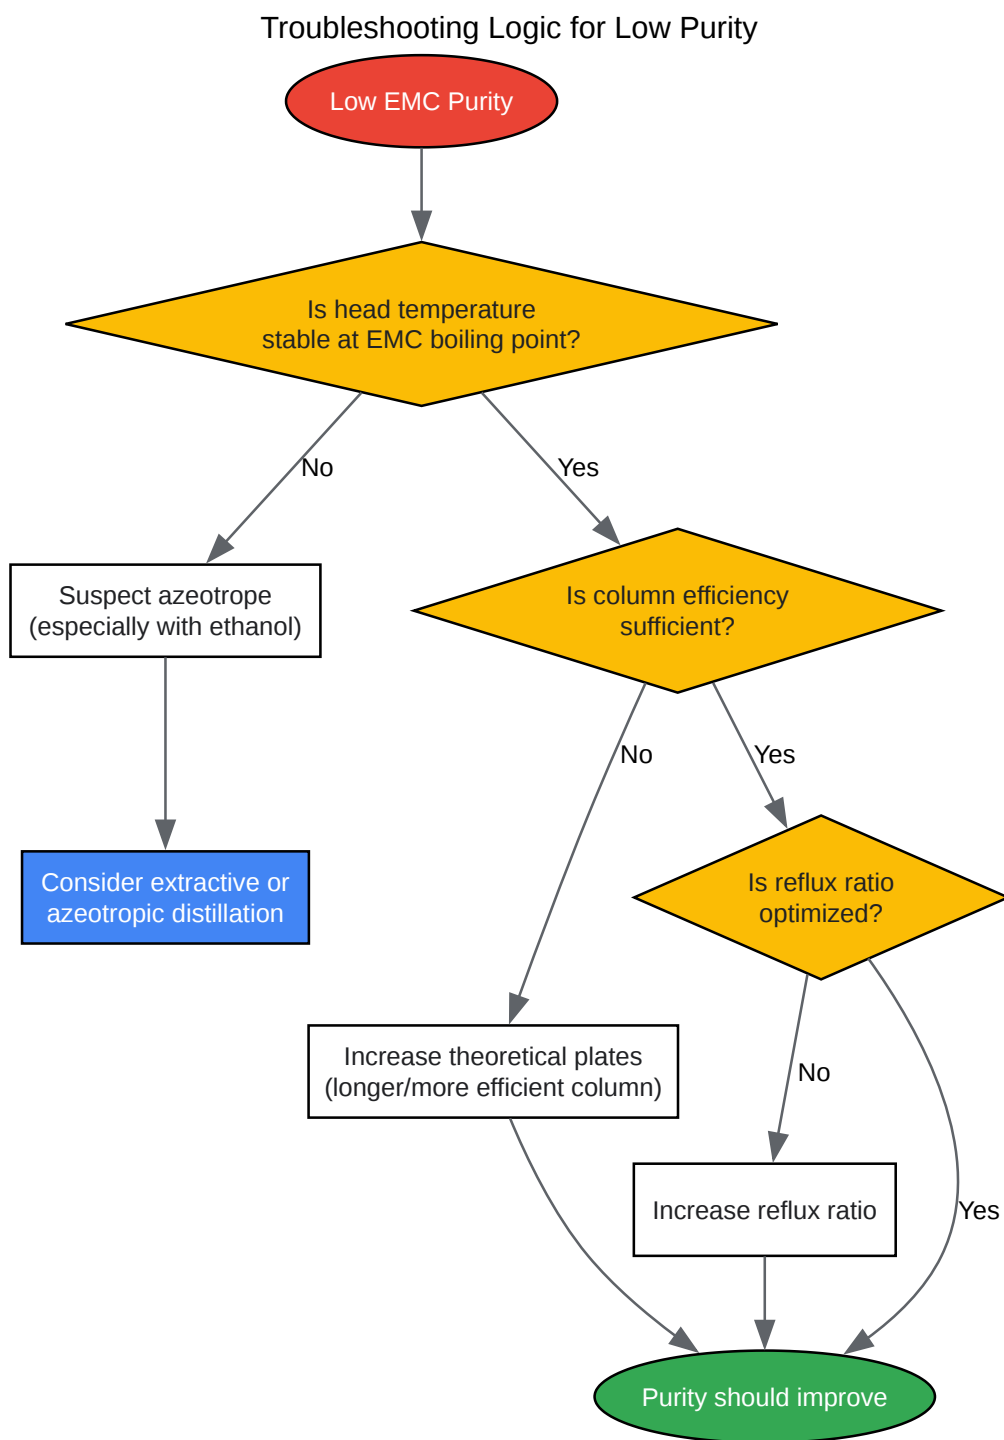 Troubleshooting Logic for Low Purity
Low EMC Purity
Is head temperature
stable at EMC boiling point?
No
Yes
Suspect azeotrope
(especially with ethanol)
Is column efficiency
sufficient?
No
Yes
Consider extractive or
azeotropic distillation
Is reflux ratio
optimized?
Increase theoretical plates
(longer/more efficient column)
No
Increase reflux ratio
Yes
Purity should improve